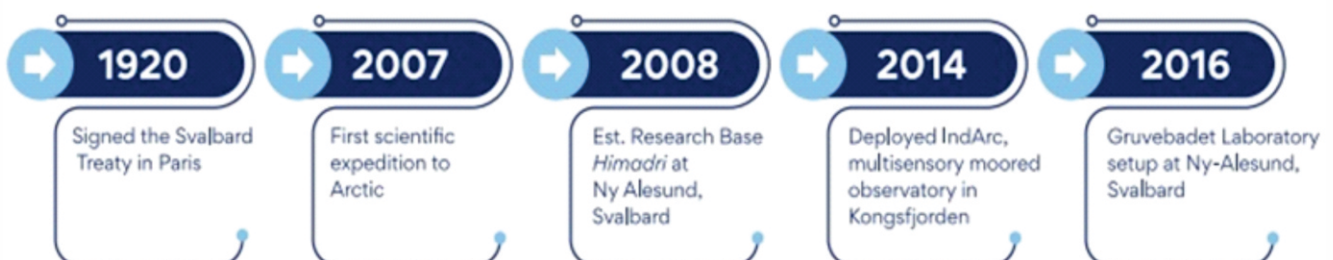 1920
Signed the Svalbard
Treaty in Paris
2007
First scientific
expedition to
Arctic
2008
Est. Research Base
Himadri at
Ny Alesund,
Svalbard
2014
Deployed IndArc,
multisensory moored
observatory in
Kongsfjorden
2016
Gruvebadet Laboratory
setup at Ny-Alesund,
Svalbard